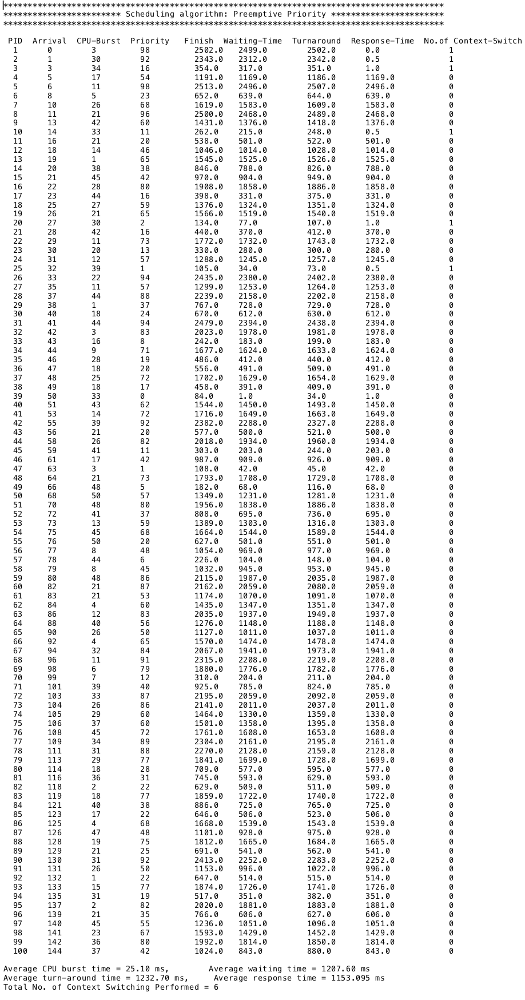 ********************************************************************************************
************************ Scheduling algorithm: Preemptive Priority ************************
********************************************************************************************
PID Arrival CPU-Burst Priority Finish Waiting-Time Turnaround Response-Time No.of Context-Switch
1 0 3 98 2502.0 2499.0 2502.0 0.0 1
2 1 30 92 2343.0 2312.0 2342.0 0.5 1
3 3 34 16 354.0 317.0 351.0 1.0 1
4 5 17 54 1191.0 1169.0 1186.0 1169.0 0
5 6 11 98 2513.0 2496.0 2507.0 2496.0 0
6 8 5 23 652.0 639.0 644.0 639.0 0
7 10 26 68 1619.0 1583.0 1609.0 1583.0 0
8 11 21 96 2500.0 2468.0 2489.0 2468.0 0
9 13 42 60 1431.0 1376.0 1418.0 1376.0 0
10 14 33 11 262.0 215.0 248.0 0.5 1
11 16 21 20 538.0 501.0 522.0 501.0 0
12 18 14 46 1046.0 1014.0 1028.0 1014.0 0
13 19 1 65 1545.0 1525.0 1526.0 1525.0 0
14 20 38 38 846.0 788.0 826.0 788.0 0
15 21 45 42 970.0 904.0 949.0 904.0 0
16 22 28 80 1908.0 1858.0 1886.0 1858.0 0
17 23 44 16 398.0 331.0 375.0 331.0 0
18 25 27 59 1376.0 1324.0 1351.0 1324.0 0
19 26 21 65 1566.0 1519.0 1540.0 1519.0 0
20 27 30 2 134.0 77.0 107.0 1.0 1
21 28 42 16 440.0 370.0 412.0 370.0 0
22 29 11 73 1772.0 1732.0 1743.0 1732.0 0
23 30 20 13 330.0 280.0 300.0 280.0 0
24 31 12 57 1288.0 1245.0 1257.0 1245.0 0
25 32 39 1 105.0 34.0 73.0 0.5 1
26 33 22 94 2435.0 2380.0 2402.0 2380.0 0
27 35 11 57 1299.0 1253.0 1264.0 1253.0 0
28 37 44 88 2239.0 2158.0 2202.0 2158.0 0
29 38 1 37 767.0 728.0 729.0 728.0 0
30 40 18 24 670.0 612.0 630.0 612.0 0
31 41 44 94 2479.0 2394.0 2438.0 2394.0 0
32 42 3 83 2023.0 1978.0 1981.0 1978.0 0
33 43 16 8 242.0 183.0 199.0 183.0 0
34 44 9 71 1677.0 1624.0 1633.0 1624.0 0
35 46 28 19 486.0 412.0 440.0 412.0 0
36 47 18 20 556.0 491.0 509.0 491.0 0
37 48 25 72 1702.0 1629.0 1654.0 1629.0 0
38 49 18 17 458.0 391.0 409.0 391.0 0
39 50 33 0 84.0 1.0 34.0 1.0 0
40 51 43 62 1544.0 1450.0 1493.0 1450.0 0
41 53 14 72 1716.0 1649.0 1663.0 1649.0 0
42 55 39 92 2382.0 2288.0 2327.0 2288.0 0
43 56 21 20 577.0 500.0 521.0 500.0 0
44 58 26 82 2018.0 1934.0 1960.0 1934.0 0
45 59 41 11 303.0 203.0 244.0 203.0 0
46 61 17 42 987.0 909.0 926.0 909.0 0
47 63 3 1 108.0 42.0 45.0 42.0 0
48 64 21 73 1793.0 1708.0 1729.0 1708.0 0
49 66 48 5 182.0 68.0 116.0 68.0 0
50 68 50 57 1349.0 1231.0 1281.0 1231.0 0
51 70 48 80 1956.0 1838.0 1886.0 1838.0 0
52 72 41 37 808.0 695.0 736.0 695.0 0
53 73 13 59 1389.0 1303.0 1316.0 1303.0 0
54 75 45 68 1664.0 1544.0 1589.0 1544.0 0
55 76 50 20 627.0 501.0 551.0 501.0 0
56 77 8 48 1054.0 969.0 977.0 969.0 0
57 78 44 6 226.0 104.0 148.0 104.0 0
58 79 8 45 1032.0 945.0 953.0 945.0 0
59 80 48 86 2115.0 1987.0 2035.0 1987.0 0
60 82 21 87 2162.0 2059.0 2080.0 2059.0 0
61 83 21 53 1174.0 1070.0 1091.0 1070.0 0
62 84 4 60 1435.0 1347.0 1351.0 1347.0 0
63 86 12 83 2035.0 1937.0 1949.0 1937.0 0
64 88 40 56 1276.0 1148.0 1188.0 1148.0 0
65 90 26 50 1127.0 1011.0 1037.0 1011.0 0
66 92 4 65 1570.0 1474.0 1478.0 1474.0 0
67 94 32 84 2067.0 1941.0 1973.0 1941.0 0
68 96 11 91 2315.0 2208.0 2219.0 2208.0 0
69 98 6 79 1880.0 1776.0 1782.0 1776.0 0
70 99 7 12 310.0 204.0 211.0 204.0 0
71 101 39 40 925.0 785.0 824.0 785.0 0
72 103 33 87 2195.0 2059.0 2092.0 2059.0 0
73 104 26 86 2141.0 2011.0 2037.0 2011.0 0
74 105 29 60 1464.0 1330.0 1359.0 1330.0 0
75 106 37 60 1501.0 1358.0 1395.0 1358.0 0
76 108 45 72 1761.0 1608.0 1653.0 1608.0 0
77 109 34 89 2304.0 2161.0 2195.0 2161.0 0
78 111 31 88 2270.0 2128.0 2159.0 2128.0 0
79 113 29 77 1841.0 1699.0 1728.0 1699.0 0
80 114 18 28 709.0 577.0 595.0 577.0 0
81 116 36 31 745.0 593.0 629.0 593.0 0
82 118 2 22 629.0 509.0 511.0 509.0 0
83 119 18 77 1859.0 1722.0 1740.0 1722.0 0
84 121 40 38 886.0 725.0 765.0 725.0 0
85 123 17 22 646.0 506.0 523.0 506.0 0
86 125 4 68 1668.0 1539.0 1543.0 1539.0 0
87 126 47 48 1101.0 928.0 975.0 928.0 0
88 128 19 75 1812.0 1665.0 1684.0 1665.0 0
89 129 21 25 691.0 541.0 562.0 541.0 0
90 130 31 92 2413.0 2252.0 2283.0 2252.0 0
91 131 26 50 1153.0 996.0 1022.0 996.0 0
92 132 1 22 647.0 514.0 515.0 514.0 0
93 133 15 77 1874.0 1726.0 1741.0 1726.0 0
94 135 31 19 517.0 351.0 382.0 351.0 0
95 137 2 82 2020.0 1881.0 1883.0 1881.0 0
96 139 21 35 766.0 606.0 627.0 606.0 0
97 140 45 55 1236.0 1051.0 1096.0 1051.0 0
98 141 23 67 1593.0 1429.0 1452.0 1429.0 0
99 142 36 80 1992.0 1814.0 1850.0 1814.0 0
100 144 37 42 1024.0 843.0 880.0 843.0 0
Average CPU burst time = 25.10 ms, Average waiting time = 1207.60 ms
Average turn-around time = 1232.70 ms, Average response time = 1153.095 ms
Total No. of Context Switching Performed = 6